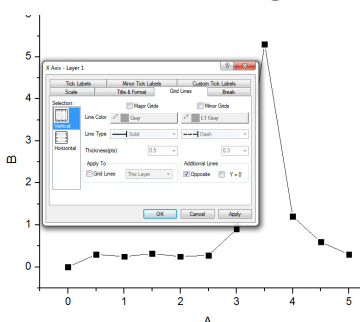 X Axis - Layer 1
Tick Labels Minor Tick Labels Custom Tick Labels
Scale Title & Format Grid Lines Break
Selection:
Major Grids Minor Grids
Line Color Gray LT Gray
Vertical
Line Type Solid Dash
Horizontal
Thickness(pts) 0.5 0.3
Apply To Additional Lines
Grid Lines This Layer Opposite Y = 0
OK Cancel Apply
5
4
3
2
1
0
B
0 1 2 3 4 5
A